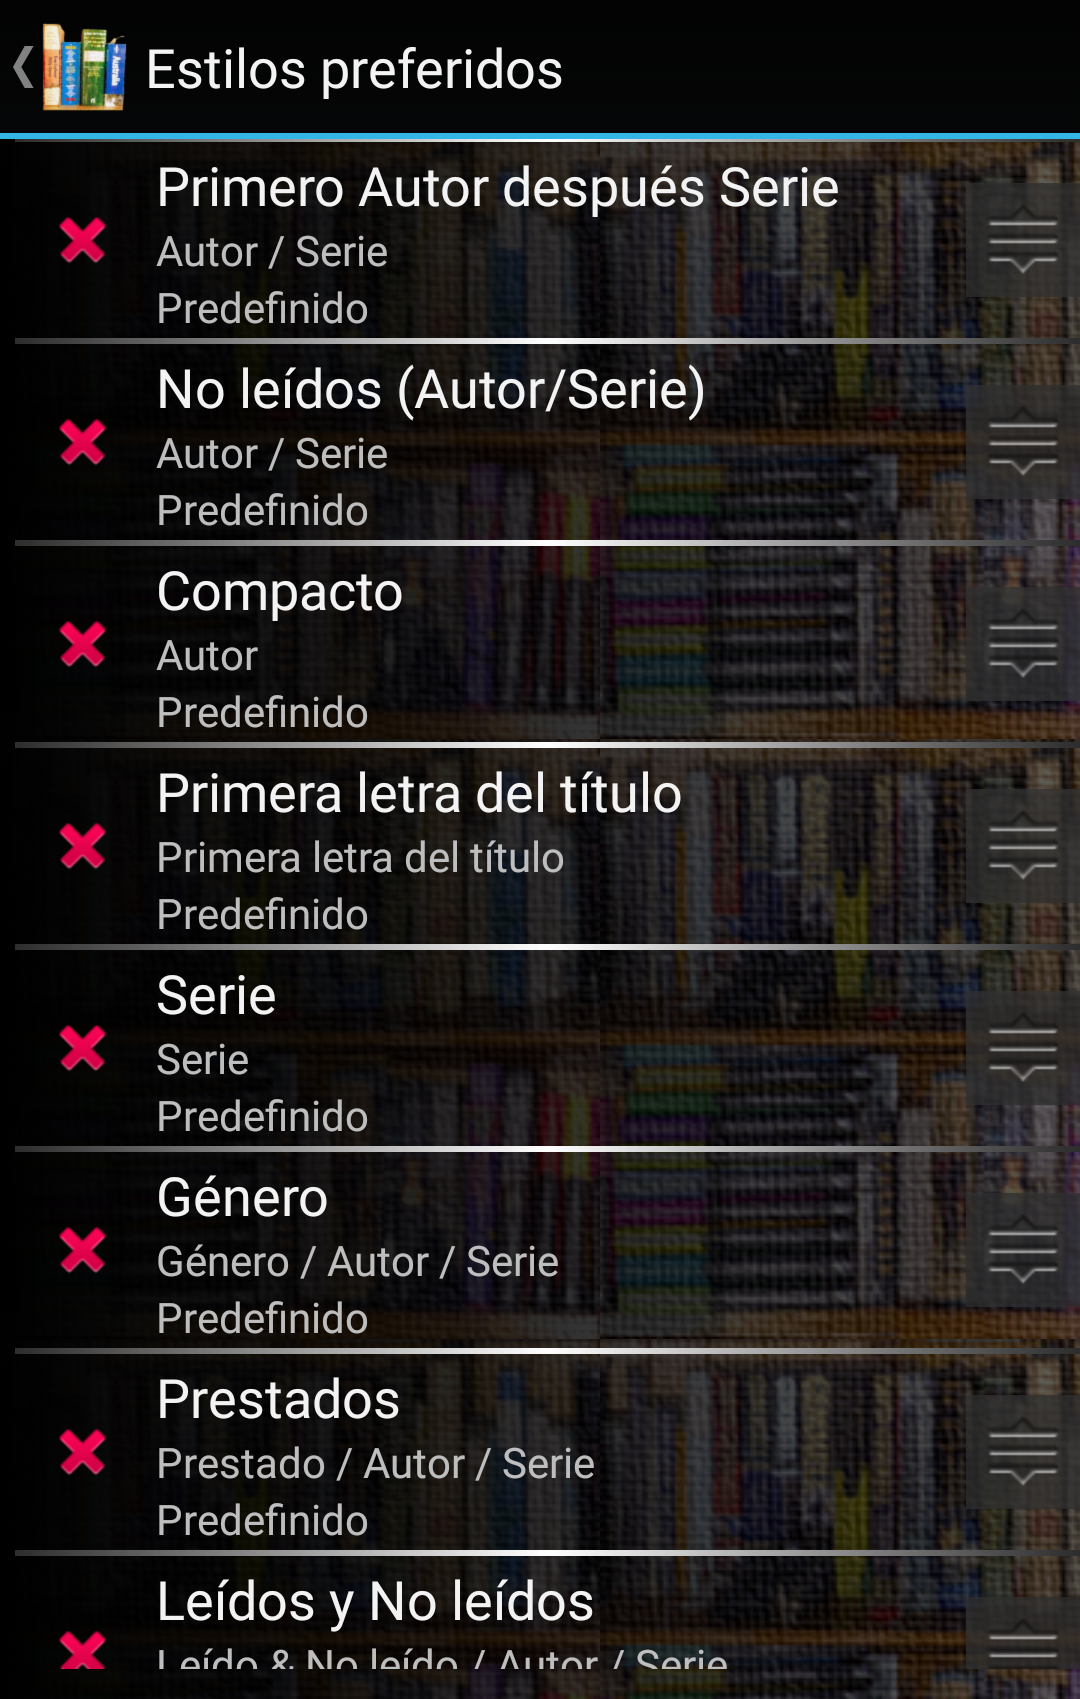 Estilos preferidos
Primero Autor después Serie
Autor / Serie
Predefinido
No leídos (Autor/Serie)
Autor / Serie
Predefinido
Compacto
Autor
Predefinido
Primera letra del título
Primera letra del título
Predefinido
Serie
Serie
Predefinido
Género
Género / Autor / Serie
Predefinido
Prestados
Prestado / Autor / Serie
Predefinido
Leídos y No leídos
Leído & No leído / Autor / Serie